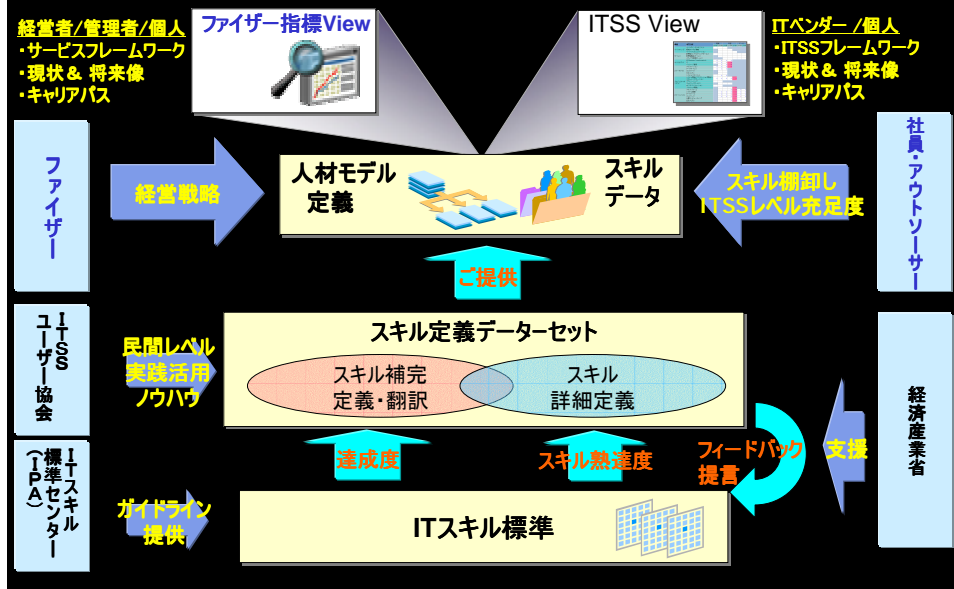 経営者/管理者/個人
・サービスフレームワーク
・現状& 将来像
・キャリアパス
ファイザー指標View
ITSS View
ITベンダー /個人
・ITSSフレームワーク
・現状& 将来像
・キャリアパス
ファイザー
経営戦略
人材モデル
定義
スキル
データ
スキル棚卸し
ITSSレベル充足度
社員・アウトソーサー
ご提供
ITSS
ユーザー協会
民間レベル
実践活用
ノウハウ
スキル定義データーセット
スキル補完
定義・翻訳
スキル
詳細定義
経済産業省
支援
達成度
スキル熟達度
フィードバック
提言
ITスキル
標準センター
(IPA)
ガイドライン
提供
ITスキル標準